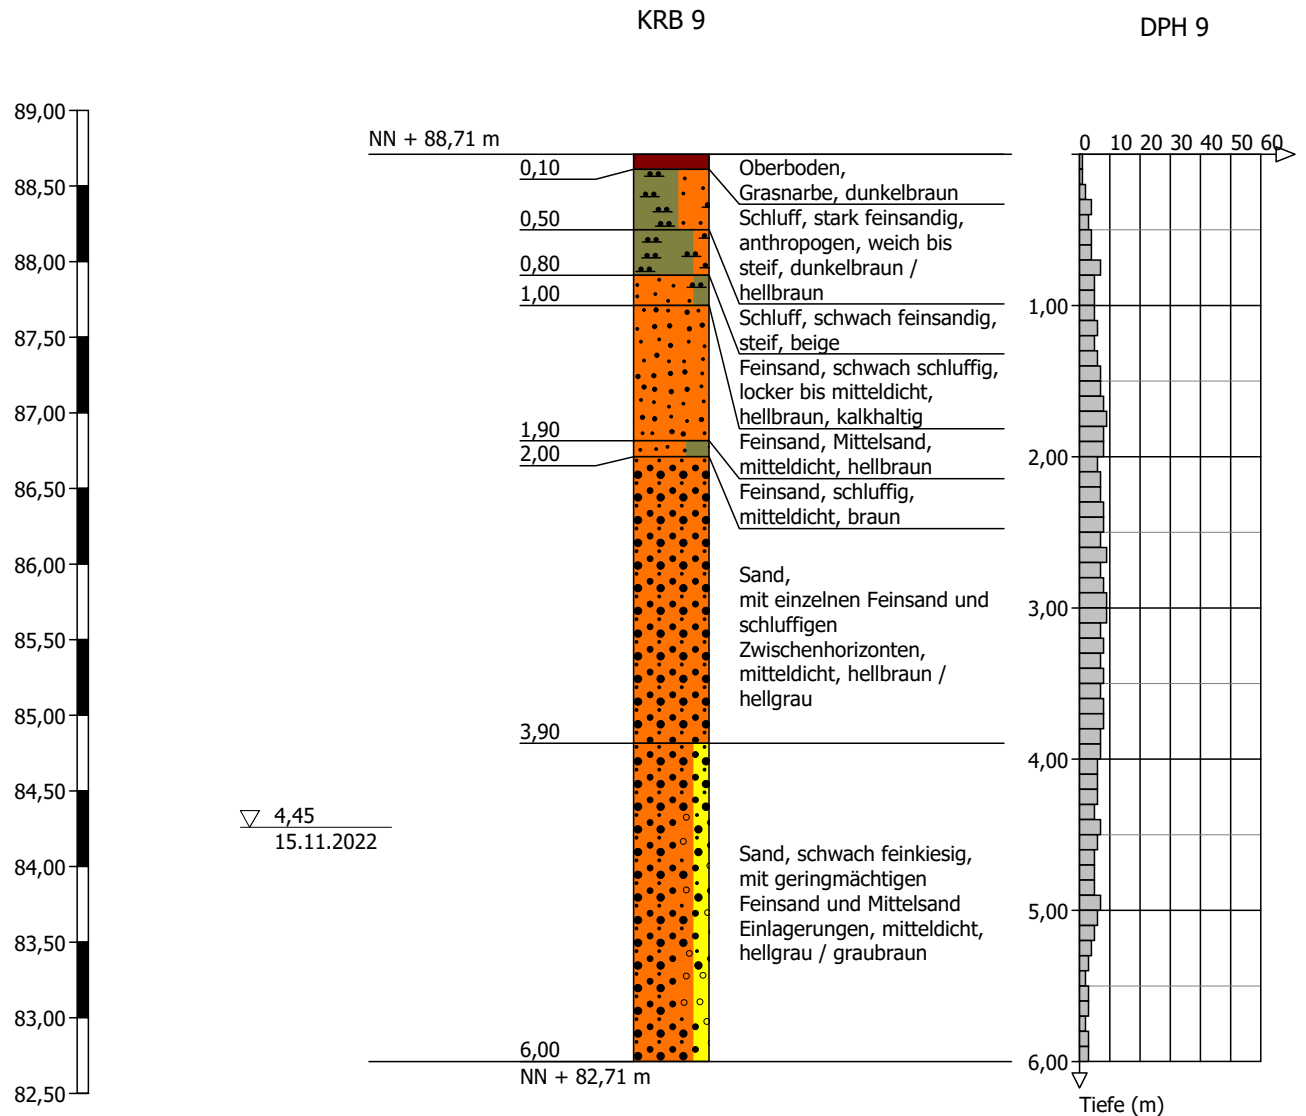 KRB 9
DPH 9
89,00
88,50
88,00
87,50
87,00
86,50
86,00
85,50
85,00
84,50
84,00
83,50
83,00
82,50
4,45
15.11.2022
NN + 88,71 m
0,10
0,50
0,80
1,00
1,90
2,00
3,90
6,00
NN + 82,71 m
Oberboden,
Grasnarbe, dunkelbraun
Schluff, stark feinsandig,
anthropogen, weich bis
steif, dunkelbraun /
hellbraun
Schluff, schwach feinsandig,
steif, beige
Feinsand, schwach schluffig,
locker bis mitteldicht,
hellbraun, kalkhaltig
Feinsand, Mittelsand,
mitteldicht, hellbraun
Feinsand, schluffig,
mitteldicht, braun
Sand,
mit einzelnen Feinsand und
schluffigen
Zwischenhorizonten,
mitteldicht, hellbraun /
hellgrau
Sand, schwach feinkiesig,
mit geringmächtigen
Feinsand und Mittelsand
Einlagerungen, mitteldicht,
hellgrau / graubraun
0 10 20 30 40 50 60
1,00
2,00
3,00
4,00
5,00
6,00
Tiefe (m)